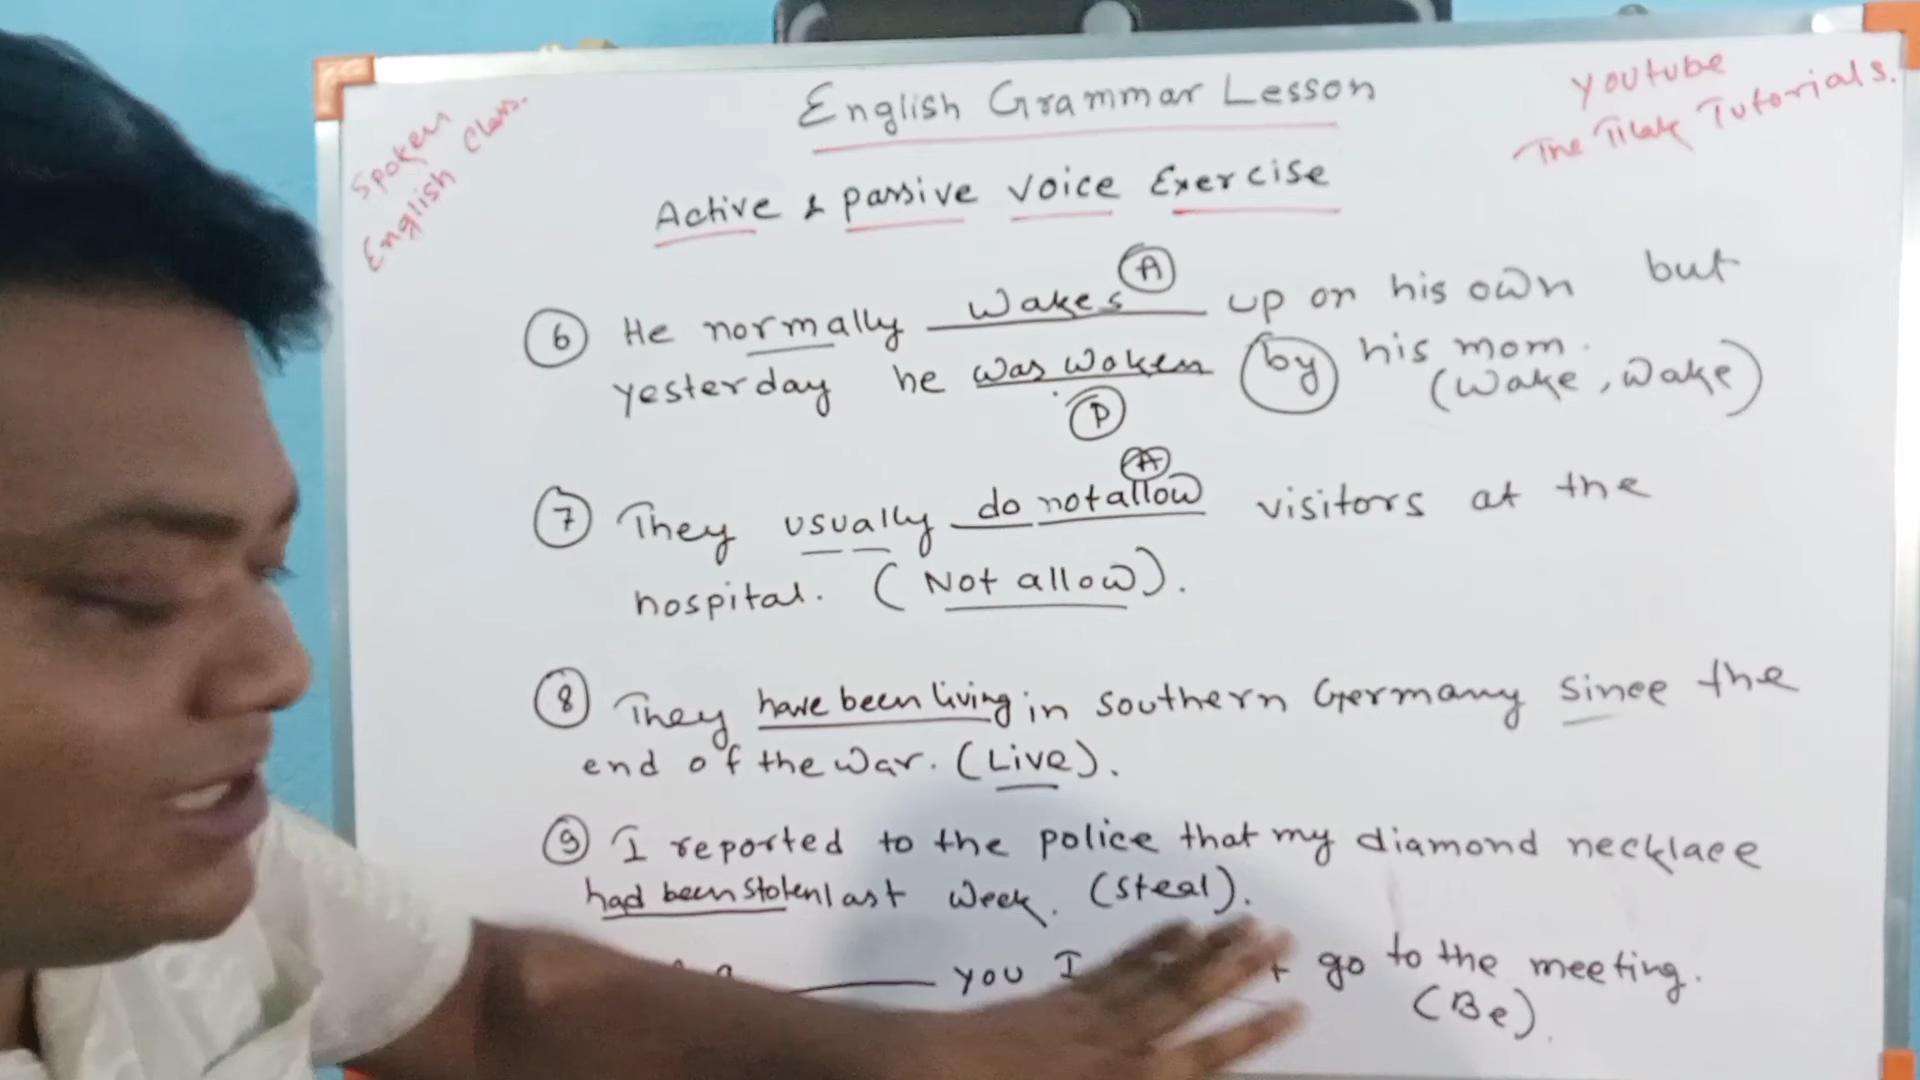 Spoken
English Class.
English Grammar Lesson
YouTube
The Tilak Tutorials.
Active & passive voice Exercise
6 He normally wakes A up on his own but
yesterday he was woken by his mom.
P (wake, wake)
7 They usually do not allow A visitors at the
hospital. (Not allow).
8 They have been living in southern Germany since the
end of the war. (Live).
9 I reported to the police that my diamond necklace
had been stolen last week. (steal).
you I go to the meeting.
(Be).